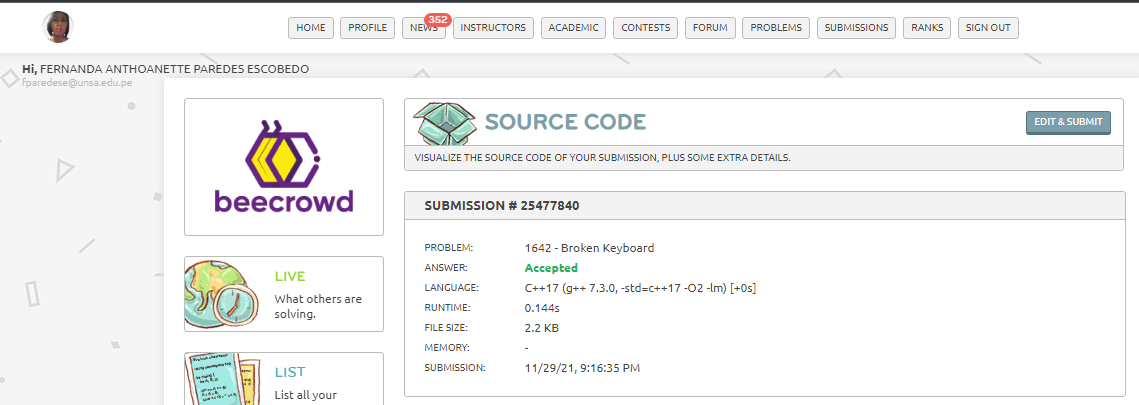 HOME PROFILE NEWS 352 INSTRUCTORS ACADEMIC CONTESTS FORUM PROBLEMS SUBMISSIONS RANKS SIGN OUT
Hi, FERNANDA ANTHOANETTE PAREDES ESCOBEDO
fparedese@unsa.edu.pe
beecrowd
LIVE
What others are
solving.
LIST
List all your
SOURCE CODE
EDIT & SUBMIT
VISUALIZE THE SOURCE CODE OF YOUR SUBMISSION, PLUS SOME EXTRA DETAILS.
SUBMISSION # 25477840
PROBLEM: 1642 - Broken Keyboard
ANSWER: Accepted
LANGUAGE: C++17 (g++ 7.3.0, -std=c++17 -O2 -lm) [+0s]
RUNTIME: 0.144s
FILE SIZE: 2.2 KB
MEMORY: -
SUBMISSION: 11/29/21, 9:16:35 PM